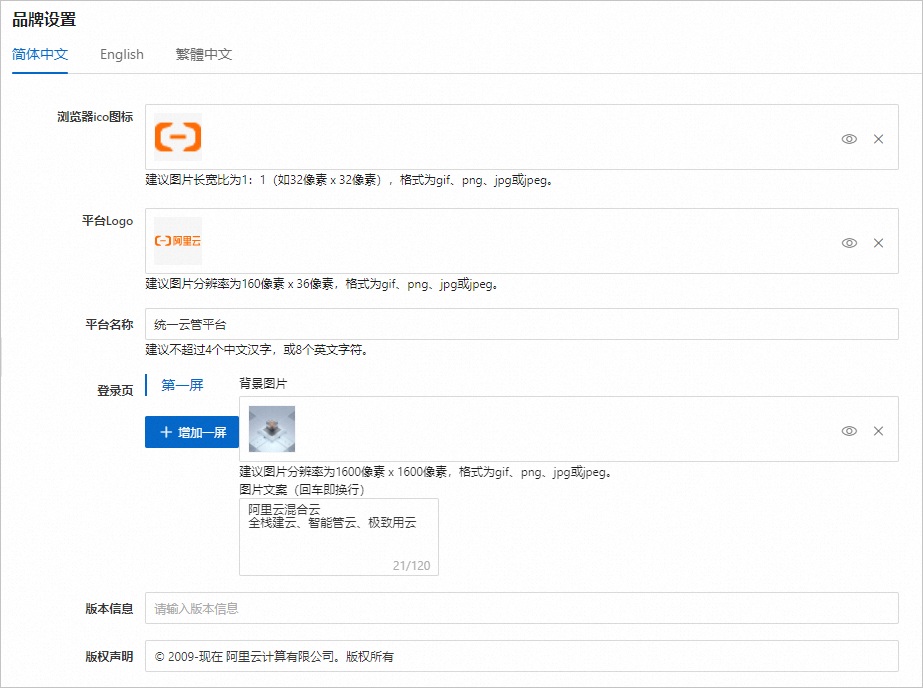 品牌设置
简体中文 English 繁體中文
浏览器ico图标
建议图片长宽比为1：1（如32像素 x 32像素），格式为gif、png、jpg或jpeg。
平台Logo
阿里云
建议图片分辨率为160像素 x 36像素，格式为gif、png、jpg或jpeg。
平台名称 统一云管平台
建议不超过4个中文汉字，或8个英文字符。
登录页 第一屏 背景图片
增加一屏
建议图片分辨率为1600像素 x 1600像素，格式为gif、png、jpg或jpeg。
图片文案（回车即换行）
阿里云混合云
全栈建云、智能管云、极致用云
21/120
版本信息 请输入版本信息
版权声明 © 2009-现在 阿里云计算有限公司。版权所有